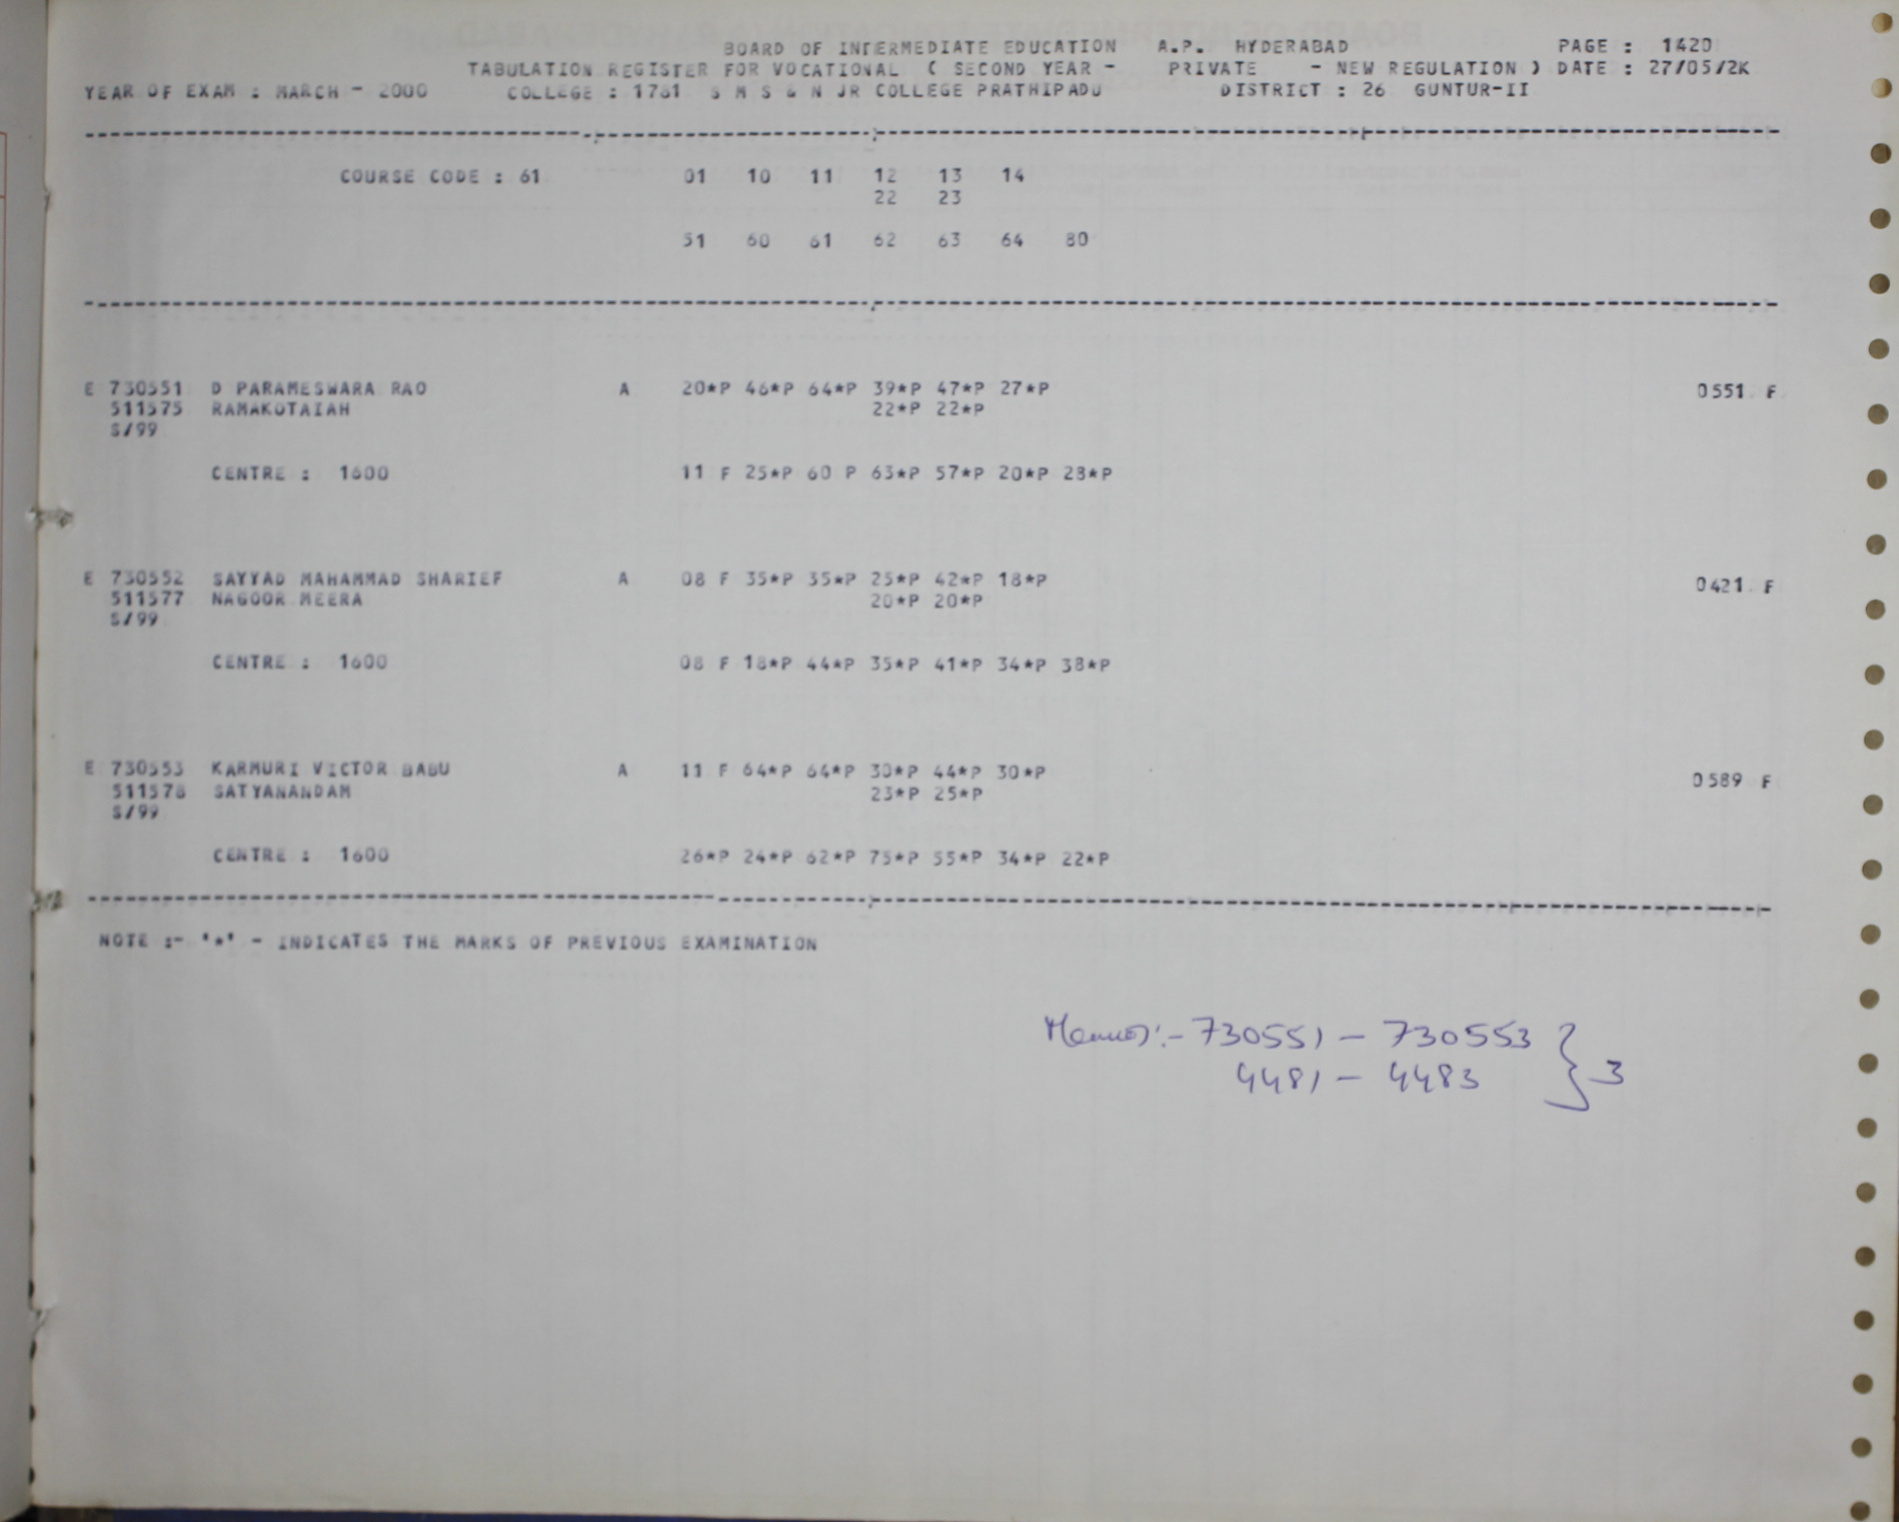 BOARD OF INTERMEDIATE EDUCATION A.P. HYDERABAD PAGE : 1420
TABULATION REGISTER FOR VOCATIONAL ( SECOND YEAR - PRIVATE - NEW REGULATION ) DATE : 27/05/2K
YEAR OF EXAM : MARCH - 2000 COLLEGE : 1761 S M S & N JR COLLEGE PRATHIPADU DISTRICT : 26 GUNTUR-II
COURSE CODE : 61 01 10 11 12 13 14
22 23
51 60 61 62 63 64 80
E 730551 D PARAMESWARA RAO A 20*P 46*P 64*P 39*P 47*P 27*P 0551 F
511575 RAMAKOTAIAH 22*P 22*P
S/99
CENTRE : 1600 11 F 25*P 60 P 63*P 57*P 20*P 28*P
E 730552 SAYYAD MAHAMMAD SHARIEF A 08 F 35*P 35*P 25*P 42*P 18*P 0421 F
511577 NAGOOR MEERA 20*P 20*P
S/99
CENTRE : 1600 08 F 18*P 44*P 35*P 41*P 34*P 38*P
E 730553 KARMURI VICTOR BABU A 11 F 64*P 64*P 30*P 44*P 30*P 0589 F
511578 SATYANANDAM 23*P 25*P
S/99
CENTRE : 1600 26*P 24*P 62*P 75*P 55*P 34*P 22*P
NOTE :- '*' - INDICATES THE MARKS OF PREVIOUS EXAMINATION
730551 - 730553
4481 - 4483 } 3